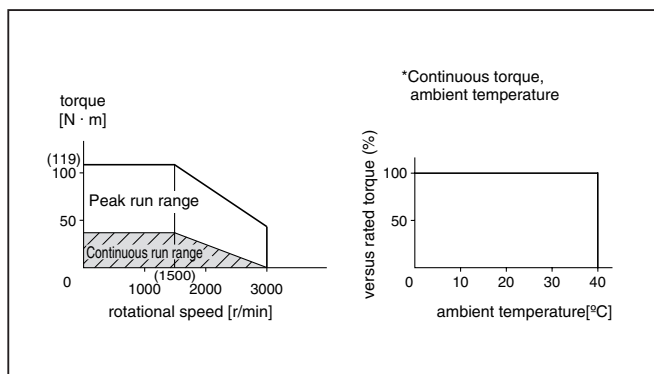 *Continuous torque,
ambient temperature
torque
[N · m]
(119)
100
50
0
Peak run range
Continuous run range
(1500)
1000 2000 3000
rotational speed [r/min]
versus rated torque (%)
100
50
0 10 20 30 40
ambient temperature[ºC]